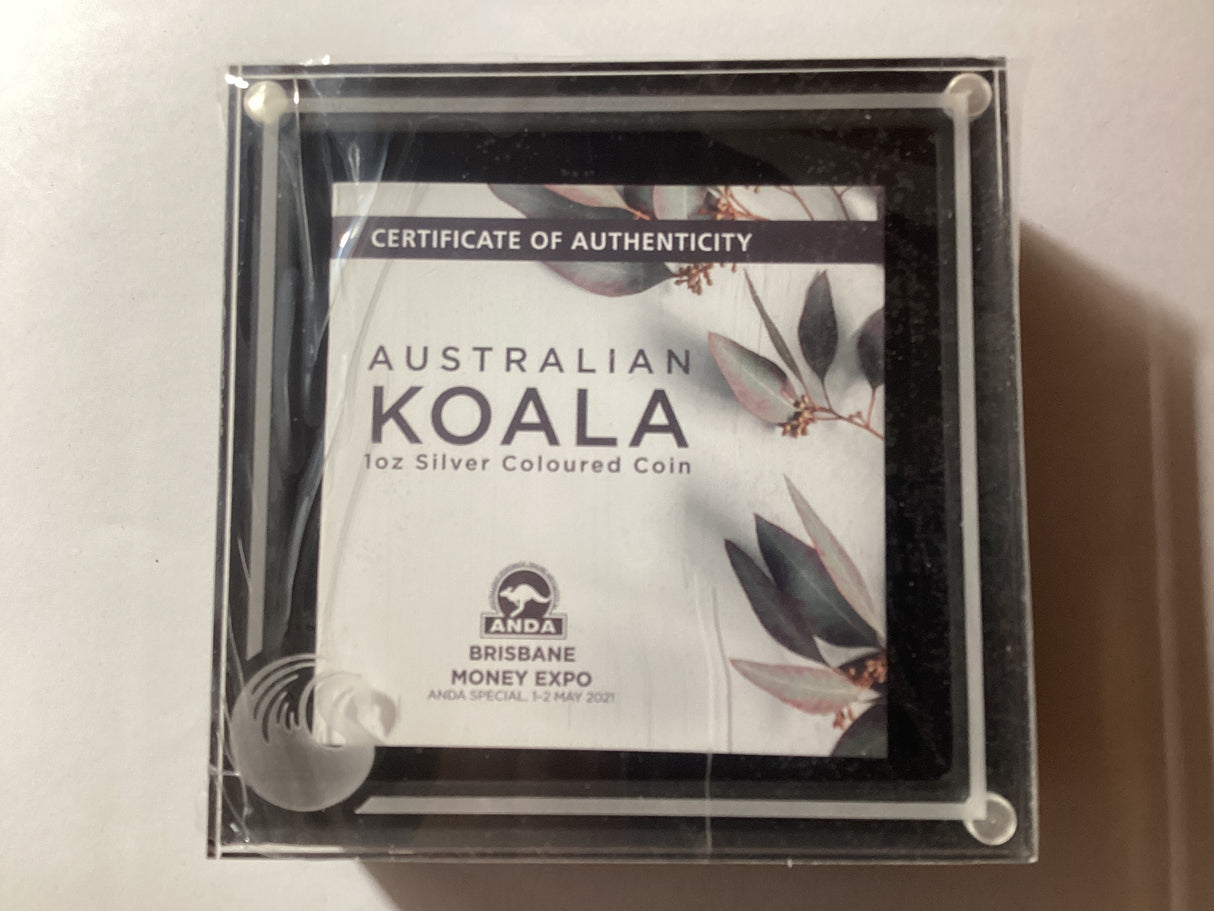 CERTIFICATE OF AUTHENTICITY
AUSTRALIAN
KOALA
1oz Silver Coloured Coin
ANDA
BRISBANE
MONEY EXPO
ANDA SPECIAL, 1-2 MAY 2021